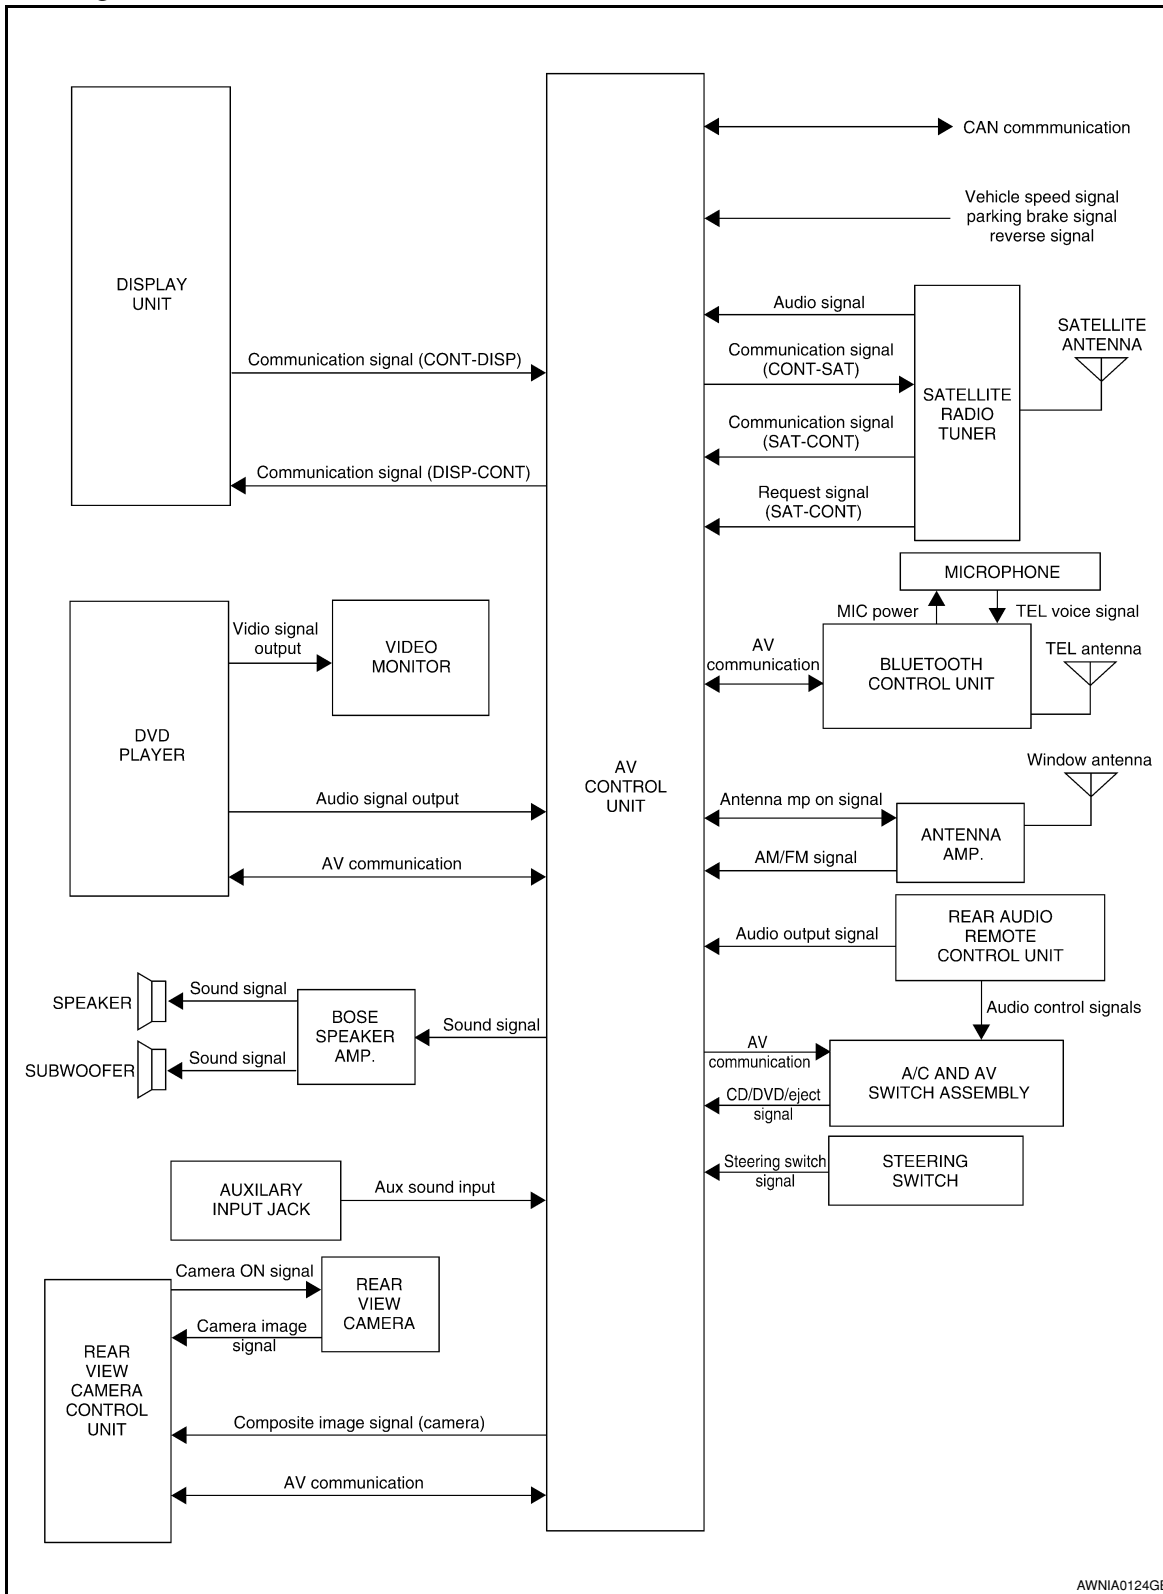 DISPLAY
UNIT
Communication signal (CONT-DISP)
Communication signal (DISP-CONT)
DVD
PLAYER
Vidio signal
output
VIDEO
MONITOR
Audio signal output
AV communication
SPEAKER
Sound signal
SUBWOOFER
Sound signal
BOSE
SPEAKER
AMP.
Sound signal
AUXILARY
INPUT JACK
Aux sound input
REAR
VIEW
CAMERA
CONTROL
UNIT
Camera ON signal
Camera image
signal
REAR
VIEW
CAMERA
Composite image signal (camera)
AV communication
AV
CONTROL
UNIT
CAN commmunication
Vehicle speed signal
parking brake signal
reverse signal
Audio signal
Communication signal
(CONT-SAT)
Communication signal
(SAT-CONT)
Request signal
(SAT-CONT)
SATELLITE
RADIO
TUNER
SATELLITE
ANTENNA
MICROPHONE
MIC power
TEL voice signal
AV
communication
BLUETOOTH
CONTROL UNIT
TEL antenna
Window antenna
Antenna mp on signal
AM/FM signal
ANTENNA
AMP.
Audio output signal
REAR AUDIO
REMOTE
CONTROL UNIT
Audio control signals
AV
communication
CD/DVD/eject
signal
A/C AND AV
SWITCH ASSEMBLY
Steering switch
signal
STEERING
SWITCH